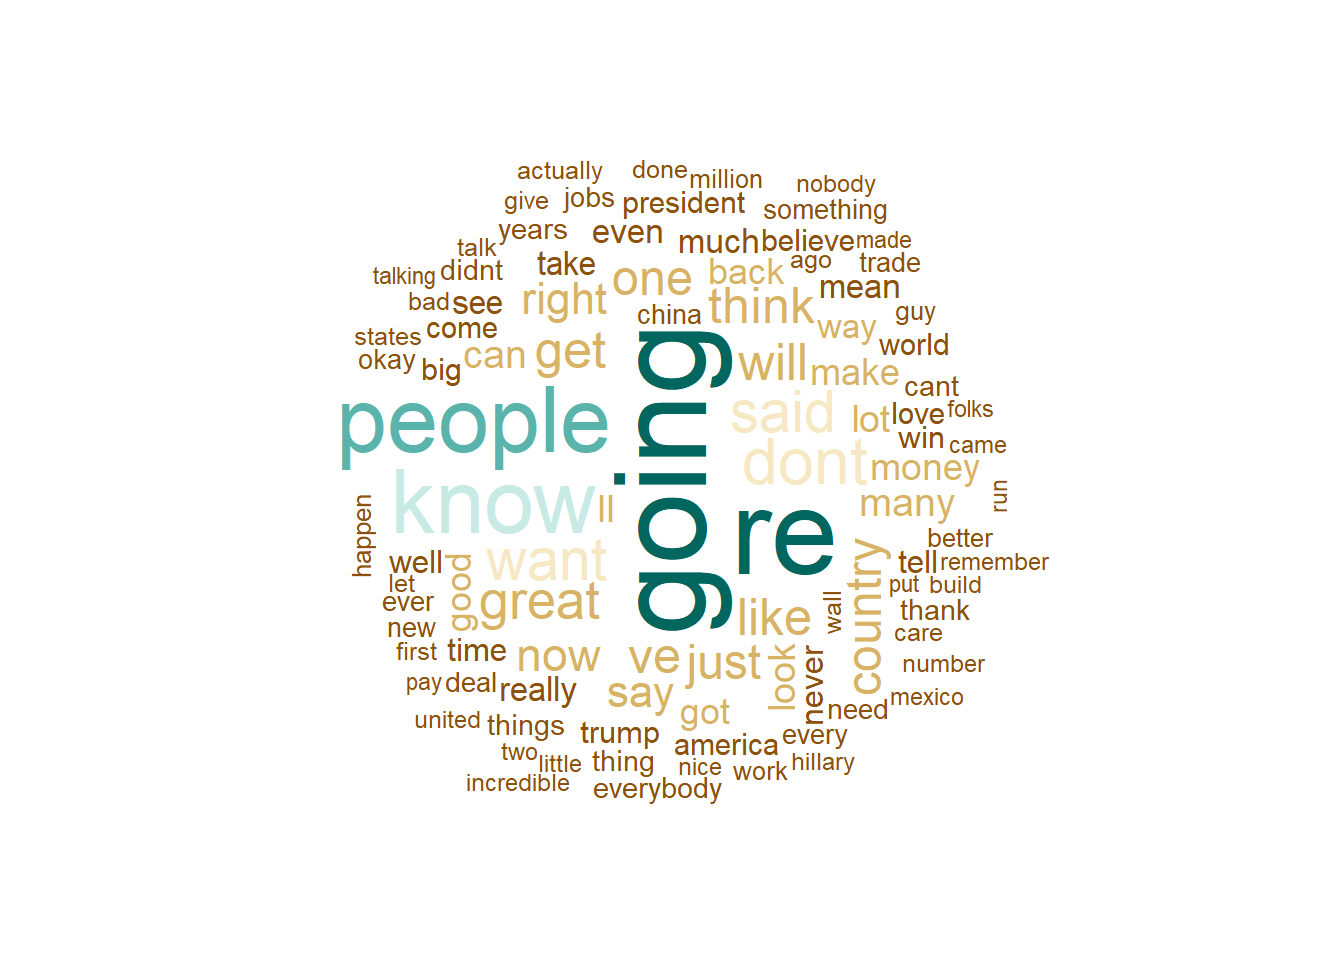 actually done million nobody
give jobs president something
years even much believe made
talk didnt take one back ago trade
talking bad see right think mean
china way guy
states come can get will make world
okay big cant
people going said lot love folks
win came
know ll dont money
many run
happen re better
well want country tell remember
let good put build
ever great like wall thank
new care
first time now ve just look never number
pay deal really say need mexico
united things got
trump america every
two little thing nice work hillary
incredible everybody